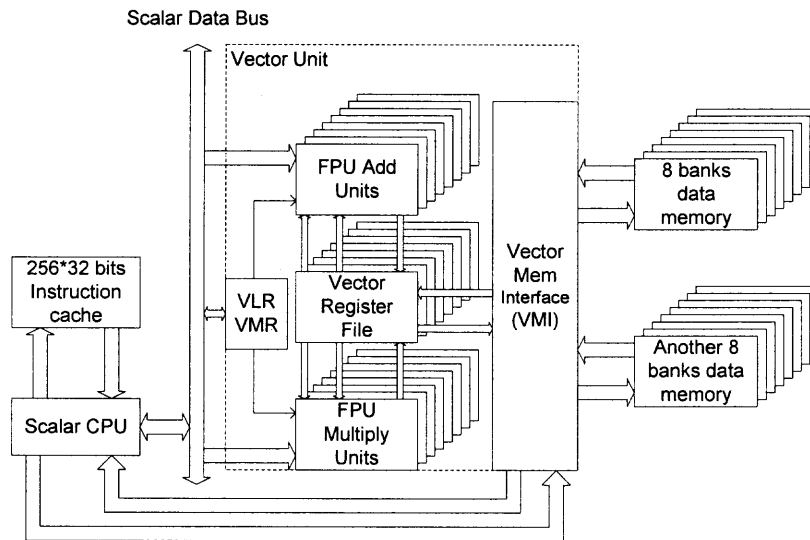 Scalar Data Bus
Vector Unit
FPU Add
Units
8 banks
data
memory
256*32 bits
Instruction
cache
VLR
VMR
Vector
Register
File
Vector
Mem
Interface
(VMI)
Another 8
banks data
memory
Scalar CPU
FPU
Multiply
Units